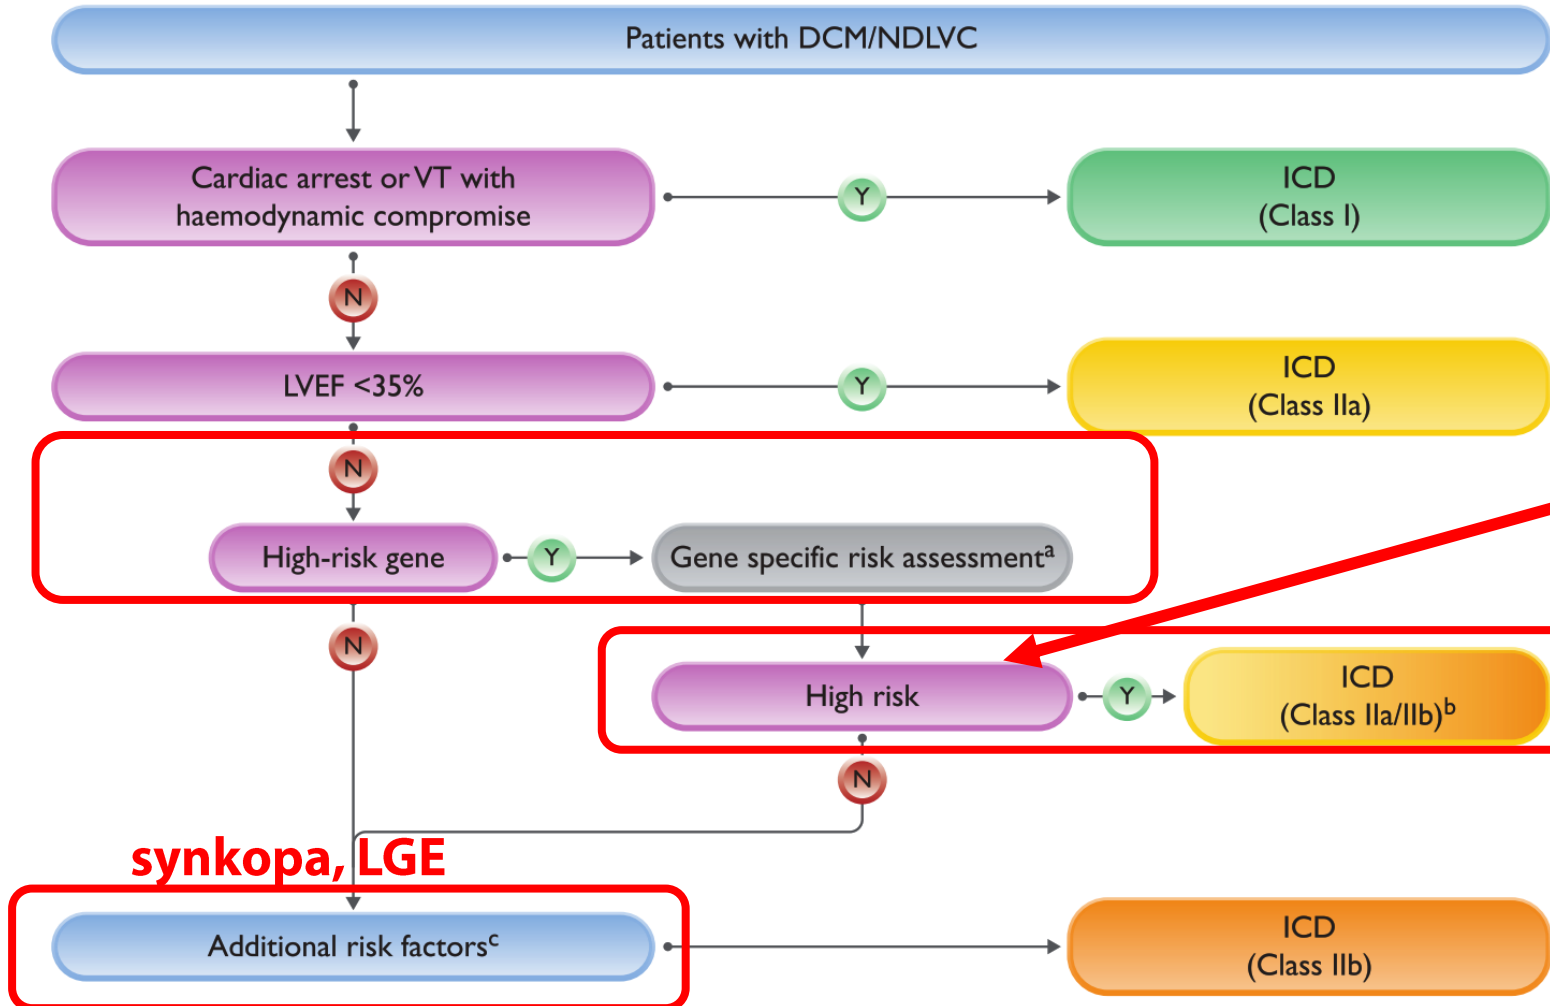 Patients with DCM/NDLVC
Cardiac arrest or VT with
haemodynamic compromise
Y
ICD
(Class I)
N
LVEF <35%
Y
ICD
(Class IIa)
N
High-risk gene
Y
Gene specific risk assessmentᵃ
N
High risk
Y
ICD
(Class IIa/IIb)ᵇ
N
synkopa, LGE
Additional risk factorsᶜ
ICD
(Class IIb)